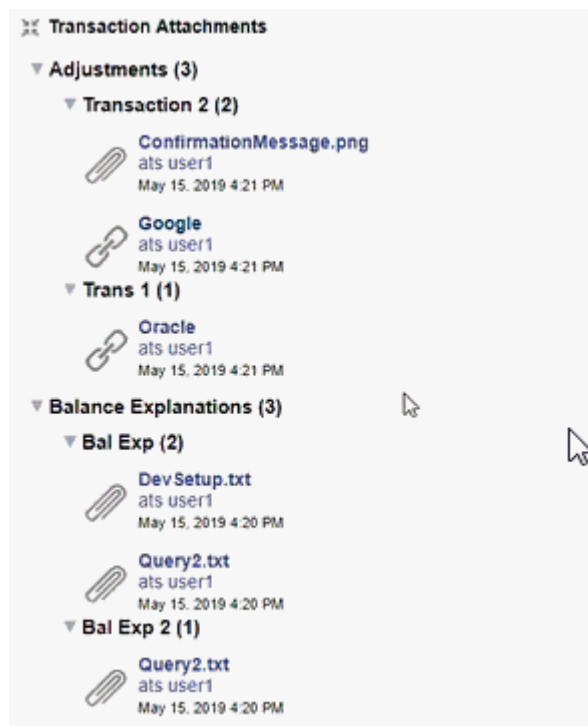 Transaction Attachments
Adjustments (3)
Transaction 2 (2)
ConfirmationMessage.png
ats user1
May 15, 2019 4:21 PM
Google
ats user1
May 15, 2019 4:21 PM
Trans 1 (1)
Oracle
ats user1
May 15, 2019 4:21 PM
Balance Explanations (3)
Bal Exp (2)
DevSetup.txt
ats user1
May 15, 2019 4:20 PM
Query2.txt
ats user1
May 15, 2019 4:20 PM
Bal Exp 2 (1)
Query2.txt
ats user1
May 15, 2019 4:20 PM